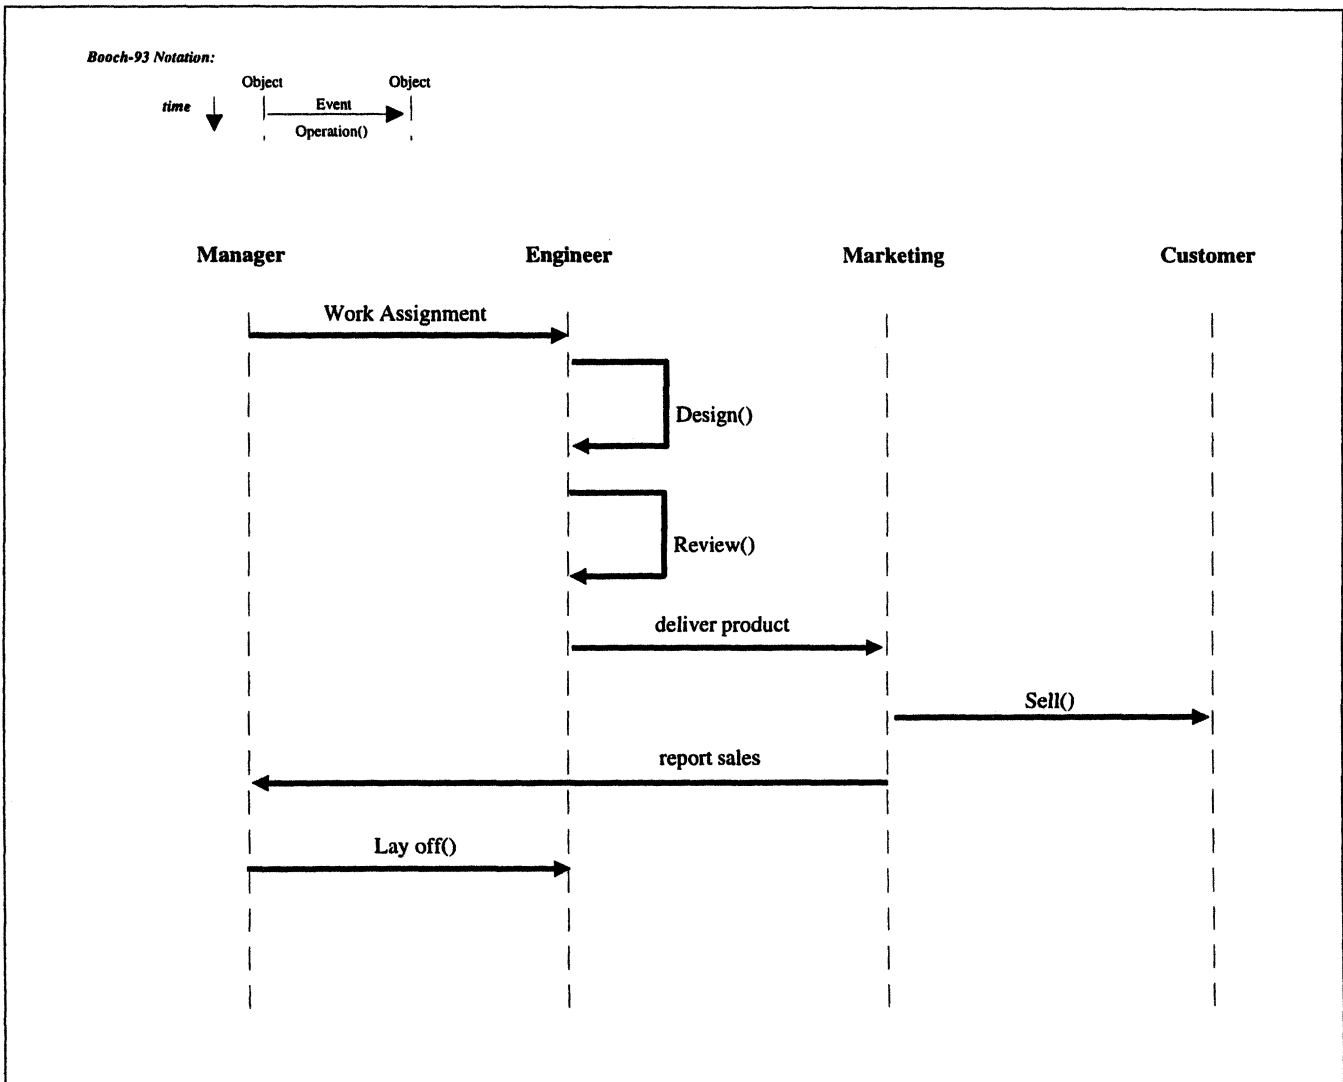 Booch-93 Notation:
Object Object
time Event
Operation()
Manager Engineer Marketing Customer
Work Assignment
Design()
Review()
deliver product
Sell()
report sales
Lay off()